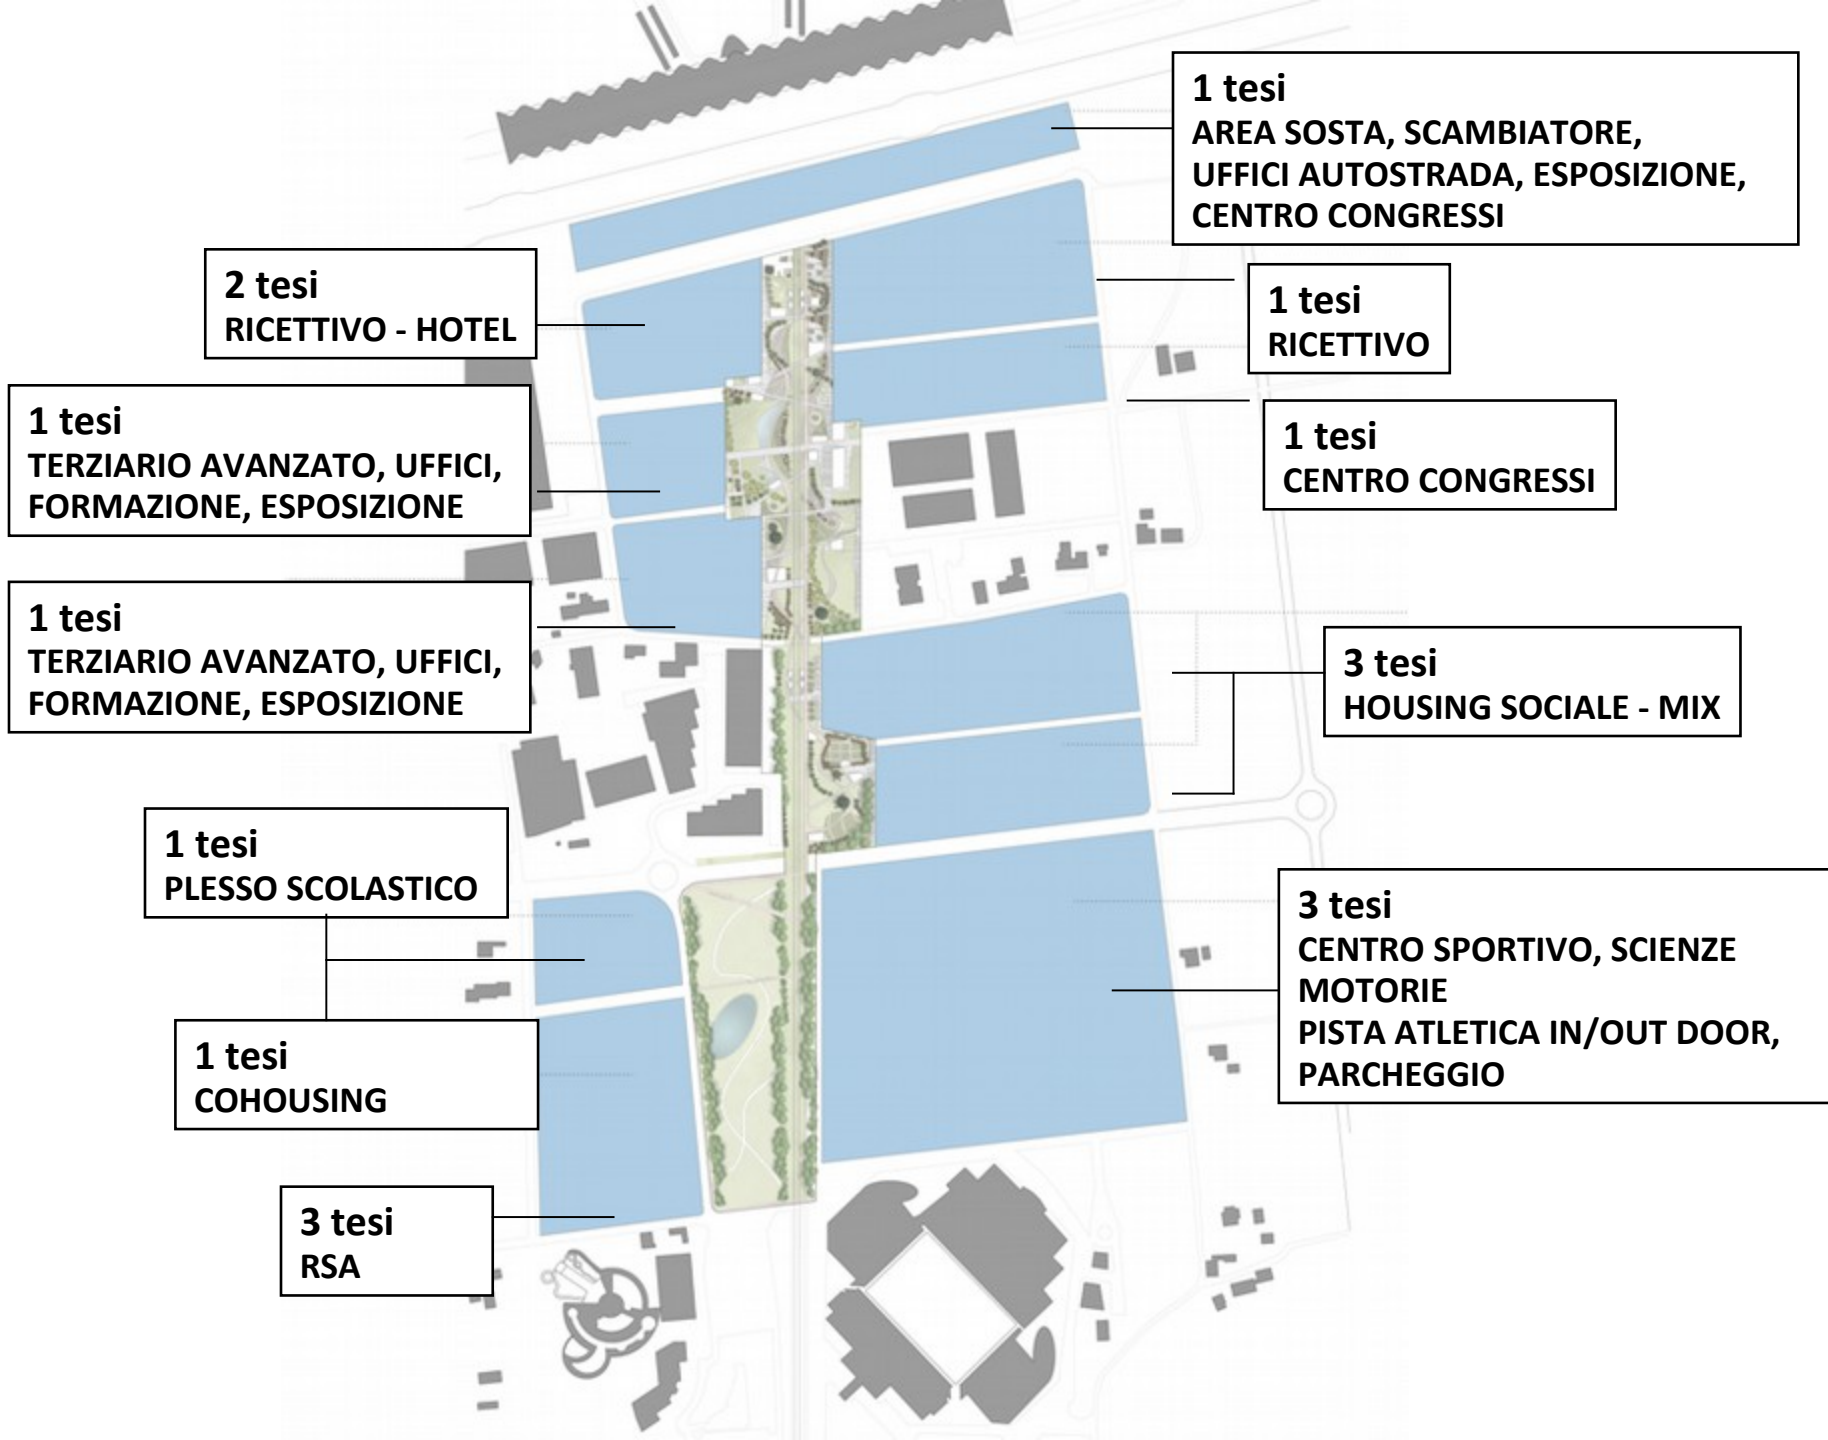 1 tesi
AREA SOSTA, SCAMBIATORE,
UFFICI AUTOSTRADA, ESPOSIZIONE,
CENTRO CONGRESSI
2 tesi
RICETTIVO - HOTEL
1 tesi
RICETTIVO
1 tesi
TERZIARIO AVANZATO, UFFICI,
FORMAZIONE, ESPOSIZIONE
1 tesi
CENTRO CONGRESSI
1 tesi
TERZIARIO AVANZATO, UFFICI,
FORMAZIONE, ESPOSIZIONE
3 tesi
HOUSING SOCIALE - MIX
1 tesi
PLESSO SCOLASTICO
3 tesi
CENTRO SPORTIVO, SCIENZE
MOTORIE
PISTA ATLETICA IN/OUT DOOR,
PARCHEGGIO
1 tesi
COHOUSING
3 tesi
RSA